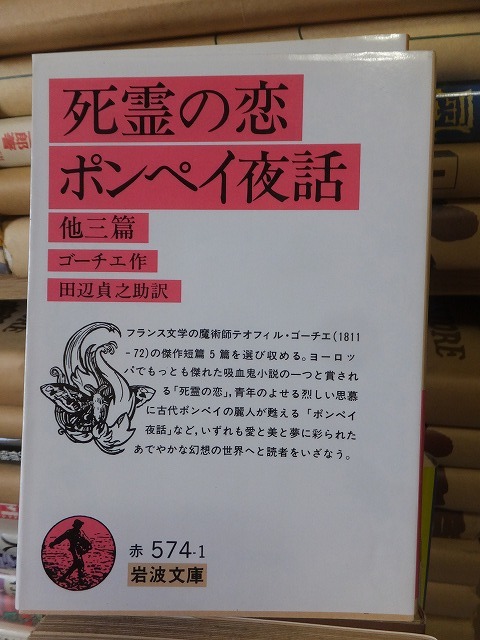 死霊の恋
ポンペイ夜話
他三篇
ゴーチエ作
田辺貞之助訳
フランス文学の魔術師テオフィル・ゴーチエ(1811
-72)の傑作短篇5篇を選び収める。ヨーロッ
パでもっとも傑れた吸血鬼小説の一つと賞され
る「死霊の恋」,青年のよせる烈しい思慕
に古代ポンペイの麗人が甦える「ポンペイ
夜話」など,いずれも愛と美と夢に彩られた
あでやかな幻想の世界へと読者をいざなう。
赤 574-1
岩波文庫